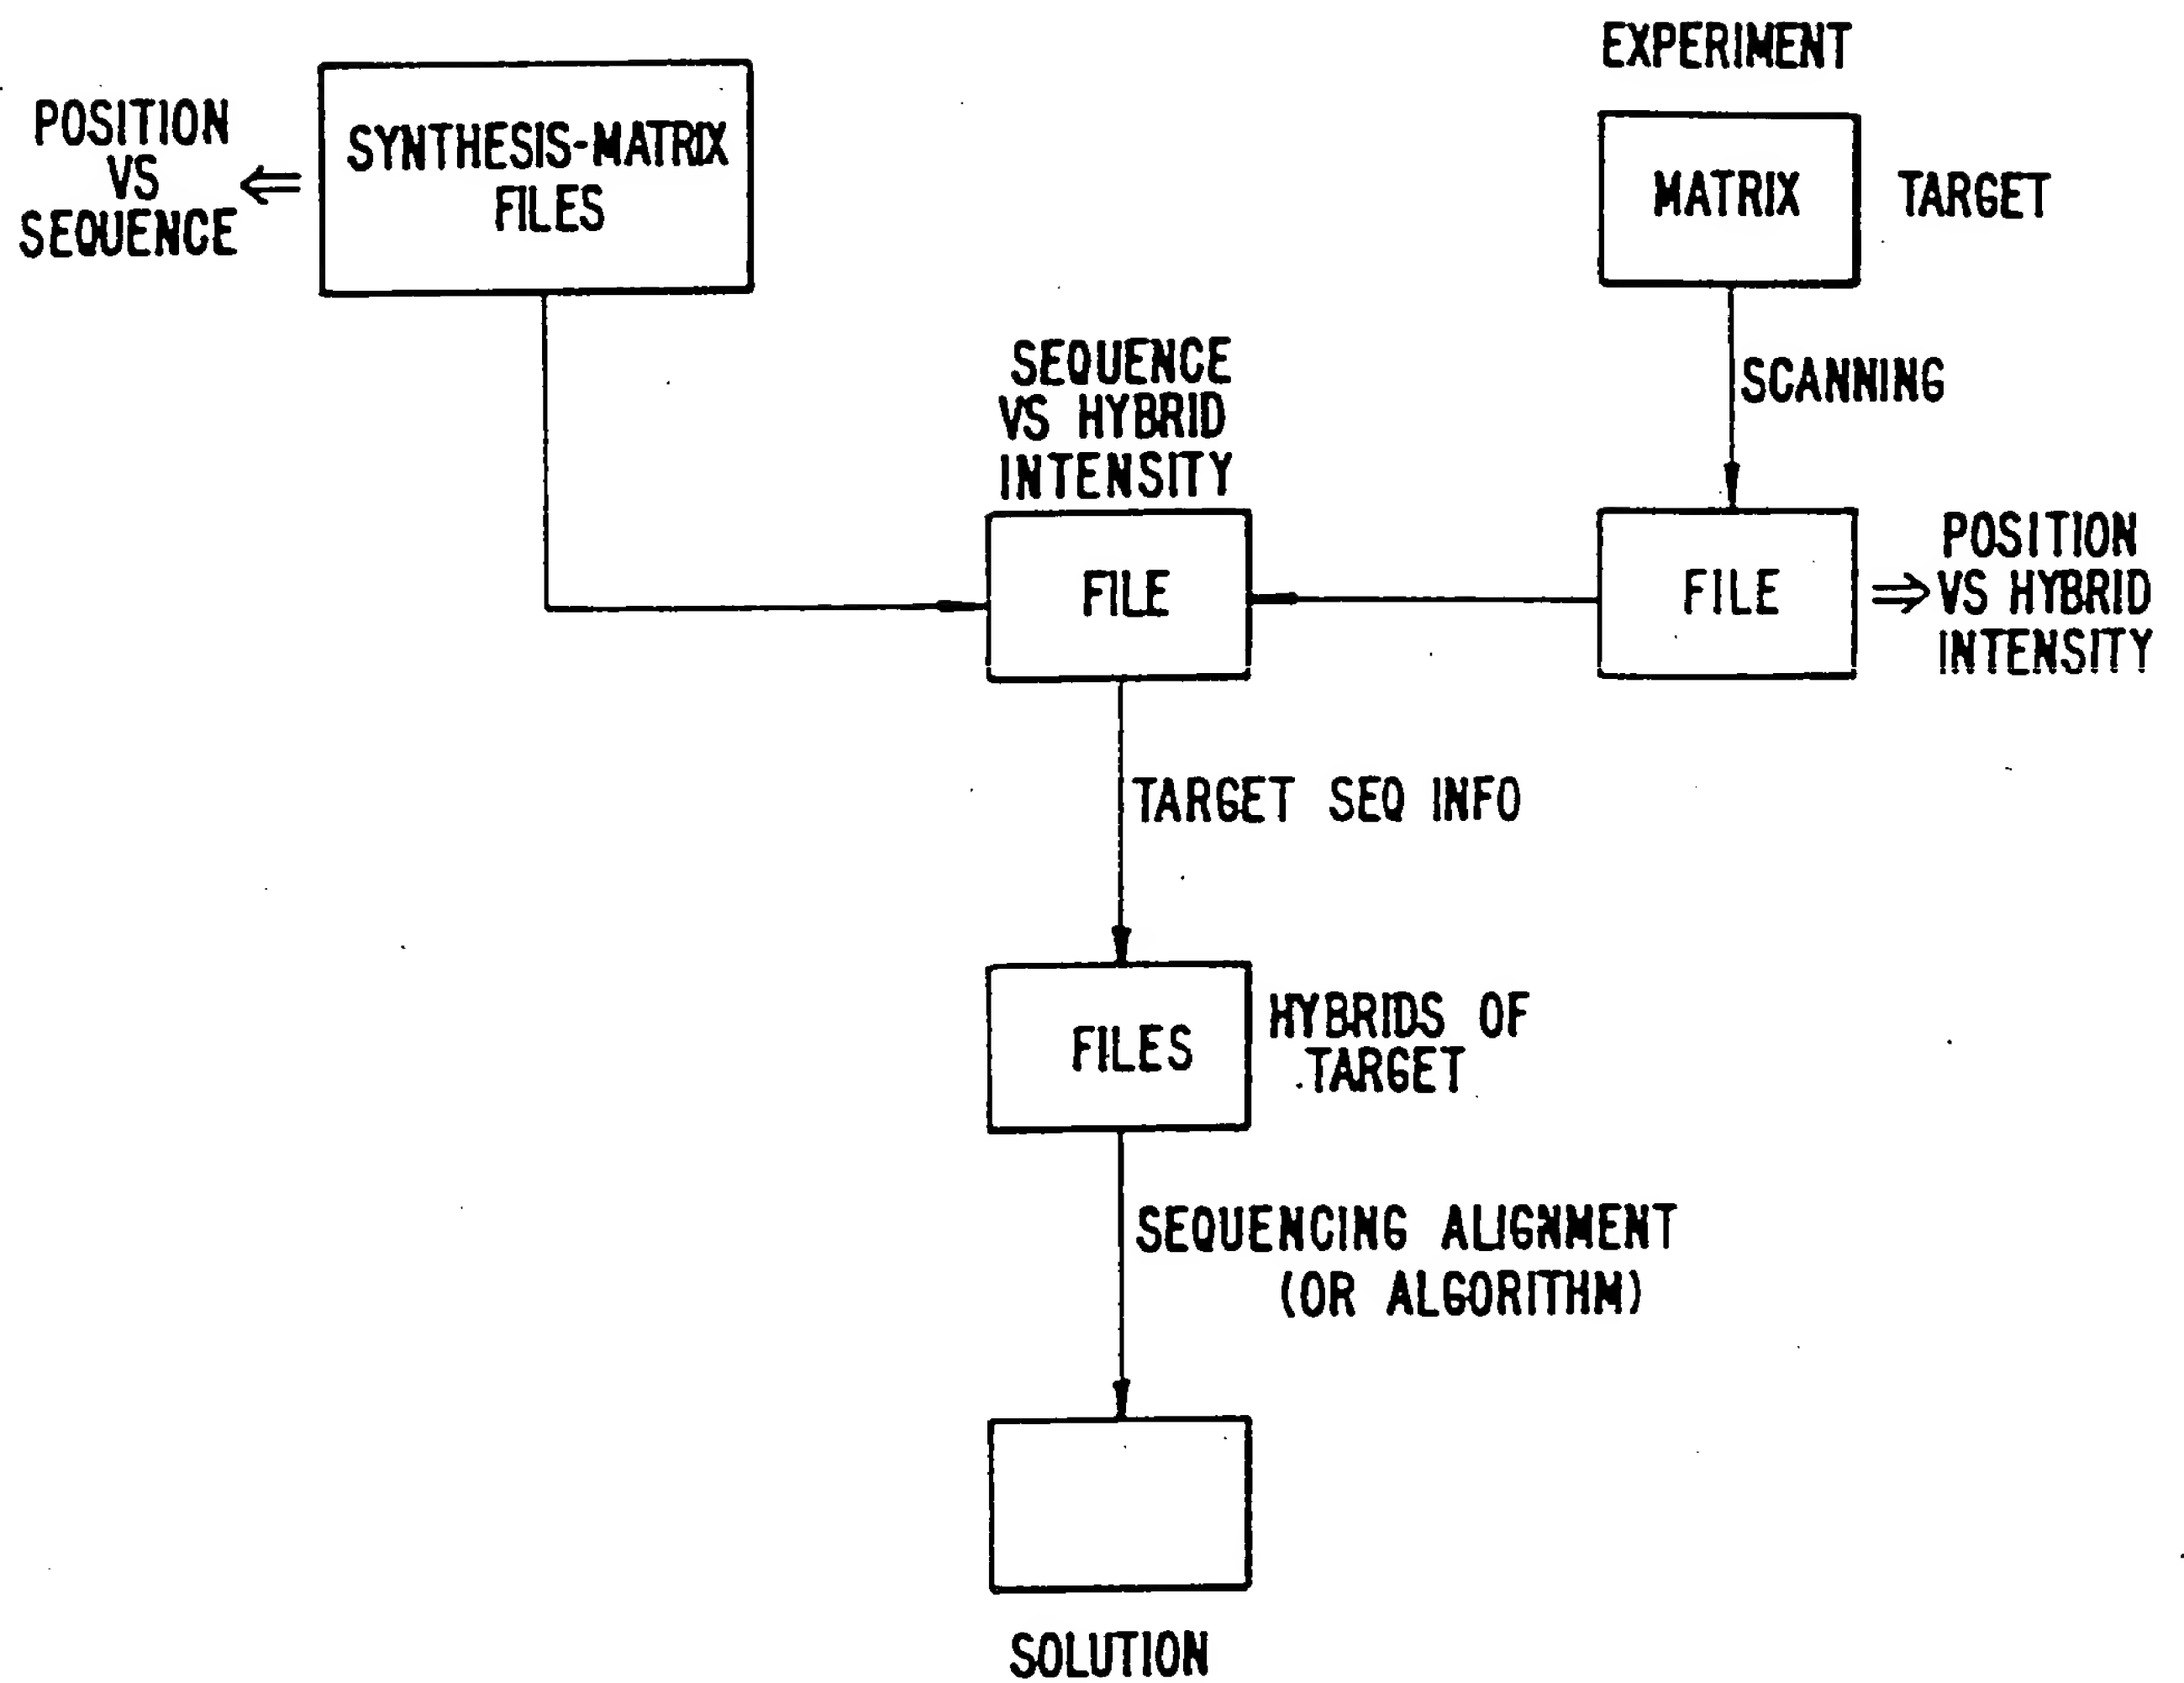 EXPERIMENT
POSITION
VS
SEQUENCE
SYNTHESIS-MATRIX
FILES
MATRIX
TARGET
SCANNING
SEQUENCE
VS HYBRID
INTENSITY
FILE
FILE
POSITION
VS HYBRID
INTENSITY
TARGET SEQ INFO
FILES
HYBRIDS OF
TARGET
SEQUENCING ALIGNMENT
(OR ALGORITHM)
SOLUTION